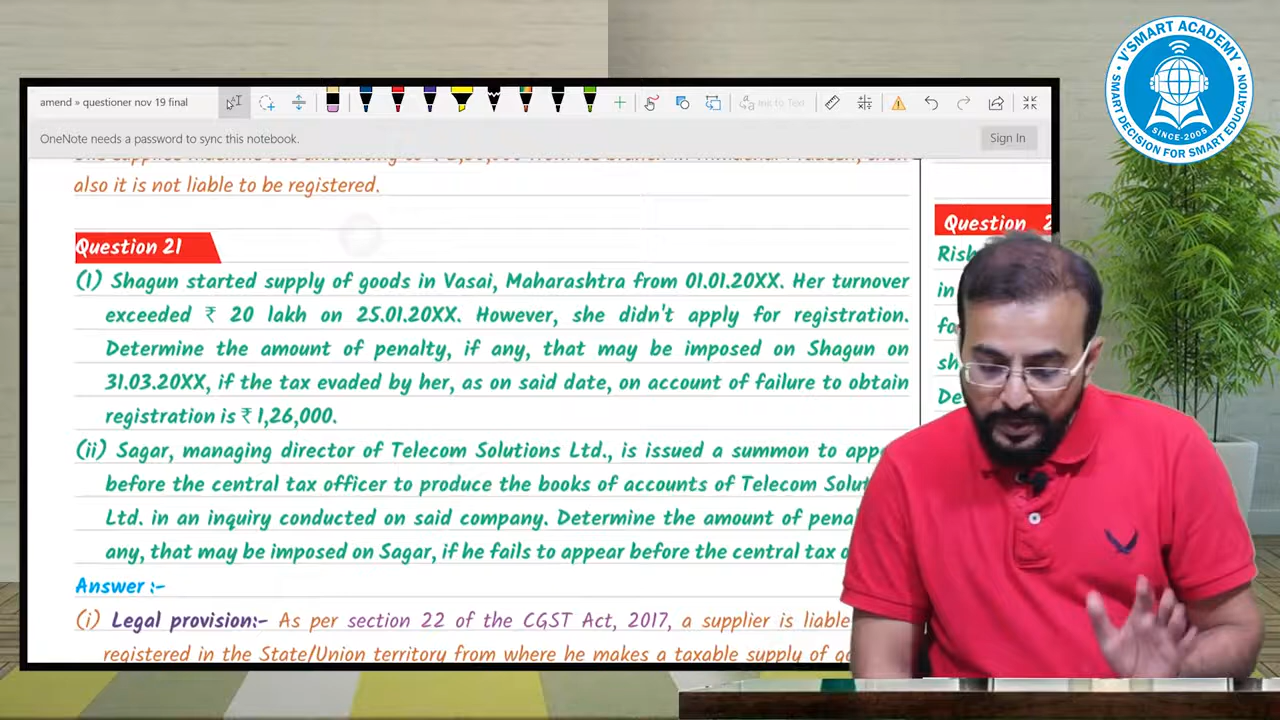 V'SMART ACADEMY
SMART DECISION FOR SMART EDUCATION
SINCE-2005
amend » questioner nov 19 final
Ink to Text
OneNote needs a password to sync this notebook.
Sign In
also it is not liable to be registered.
Question 21
(I) Shagun started supply of goods in Vasai, Maharashtra from 01.01.20XX. Her turnover
exceeded ₹ 20 lakh on 25.01.20XX. However, she didn't apply for registration.
Determine the amount of penalty, if any, that may be imposed on Shagun on
31.03.20XX, if the tax evaded by her, as on said date, on account of failure to obtain
registration is ₹ 1,26,000.
(ii) Sagar, managing director of Telecom Solutions Ltd., is issued a summon to
before the central tax officer to produce the books of accounts of Telecom
Ltd. in an inquiry conducted on said company. Determine the amount of
any, that may be imposed on Sagar, if he fails to appear before the central tax
Answer :-
(i) Legal provision:- As per section 22 of the CGST Act, 2017, a supplier is liable
registered in the State/Union territory from where he makes a taxable supply of
Question 2
in